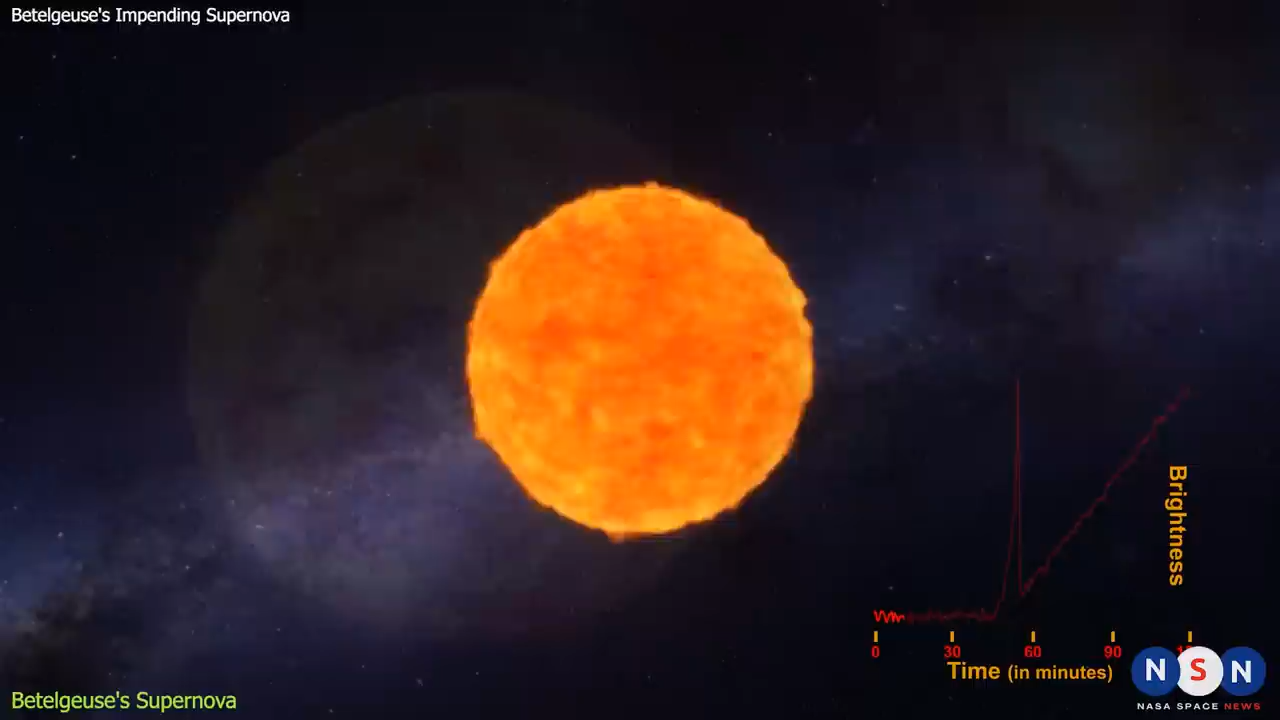 Betelgeuse's Impending Supernova
Brightness
0 30 60 90
Time (in minutes)
N S N
NASA SPACE NEWS
Betelgeuse's Supernova